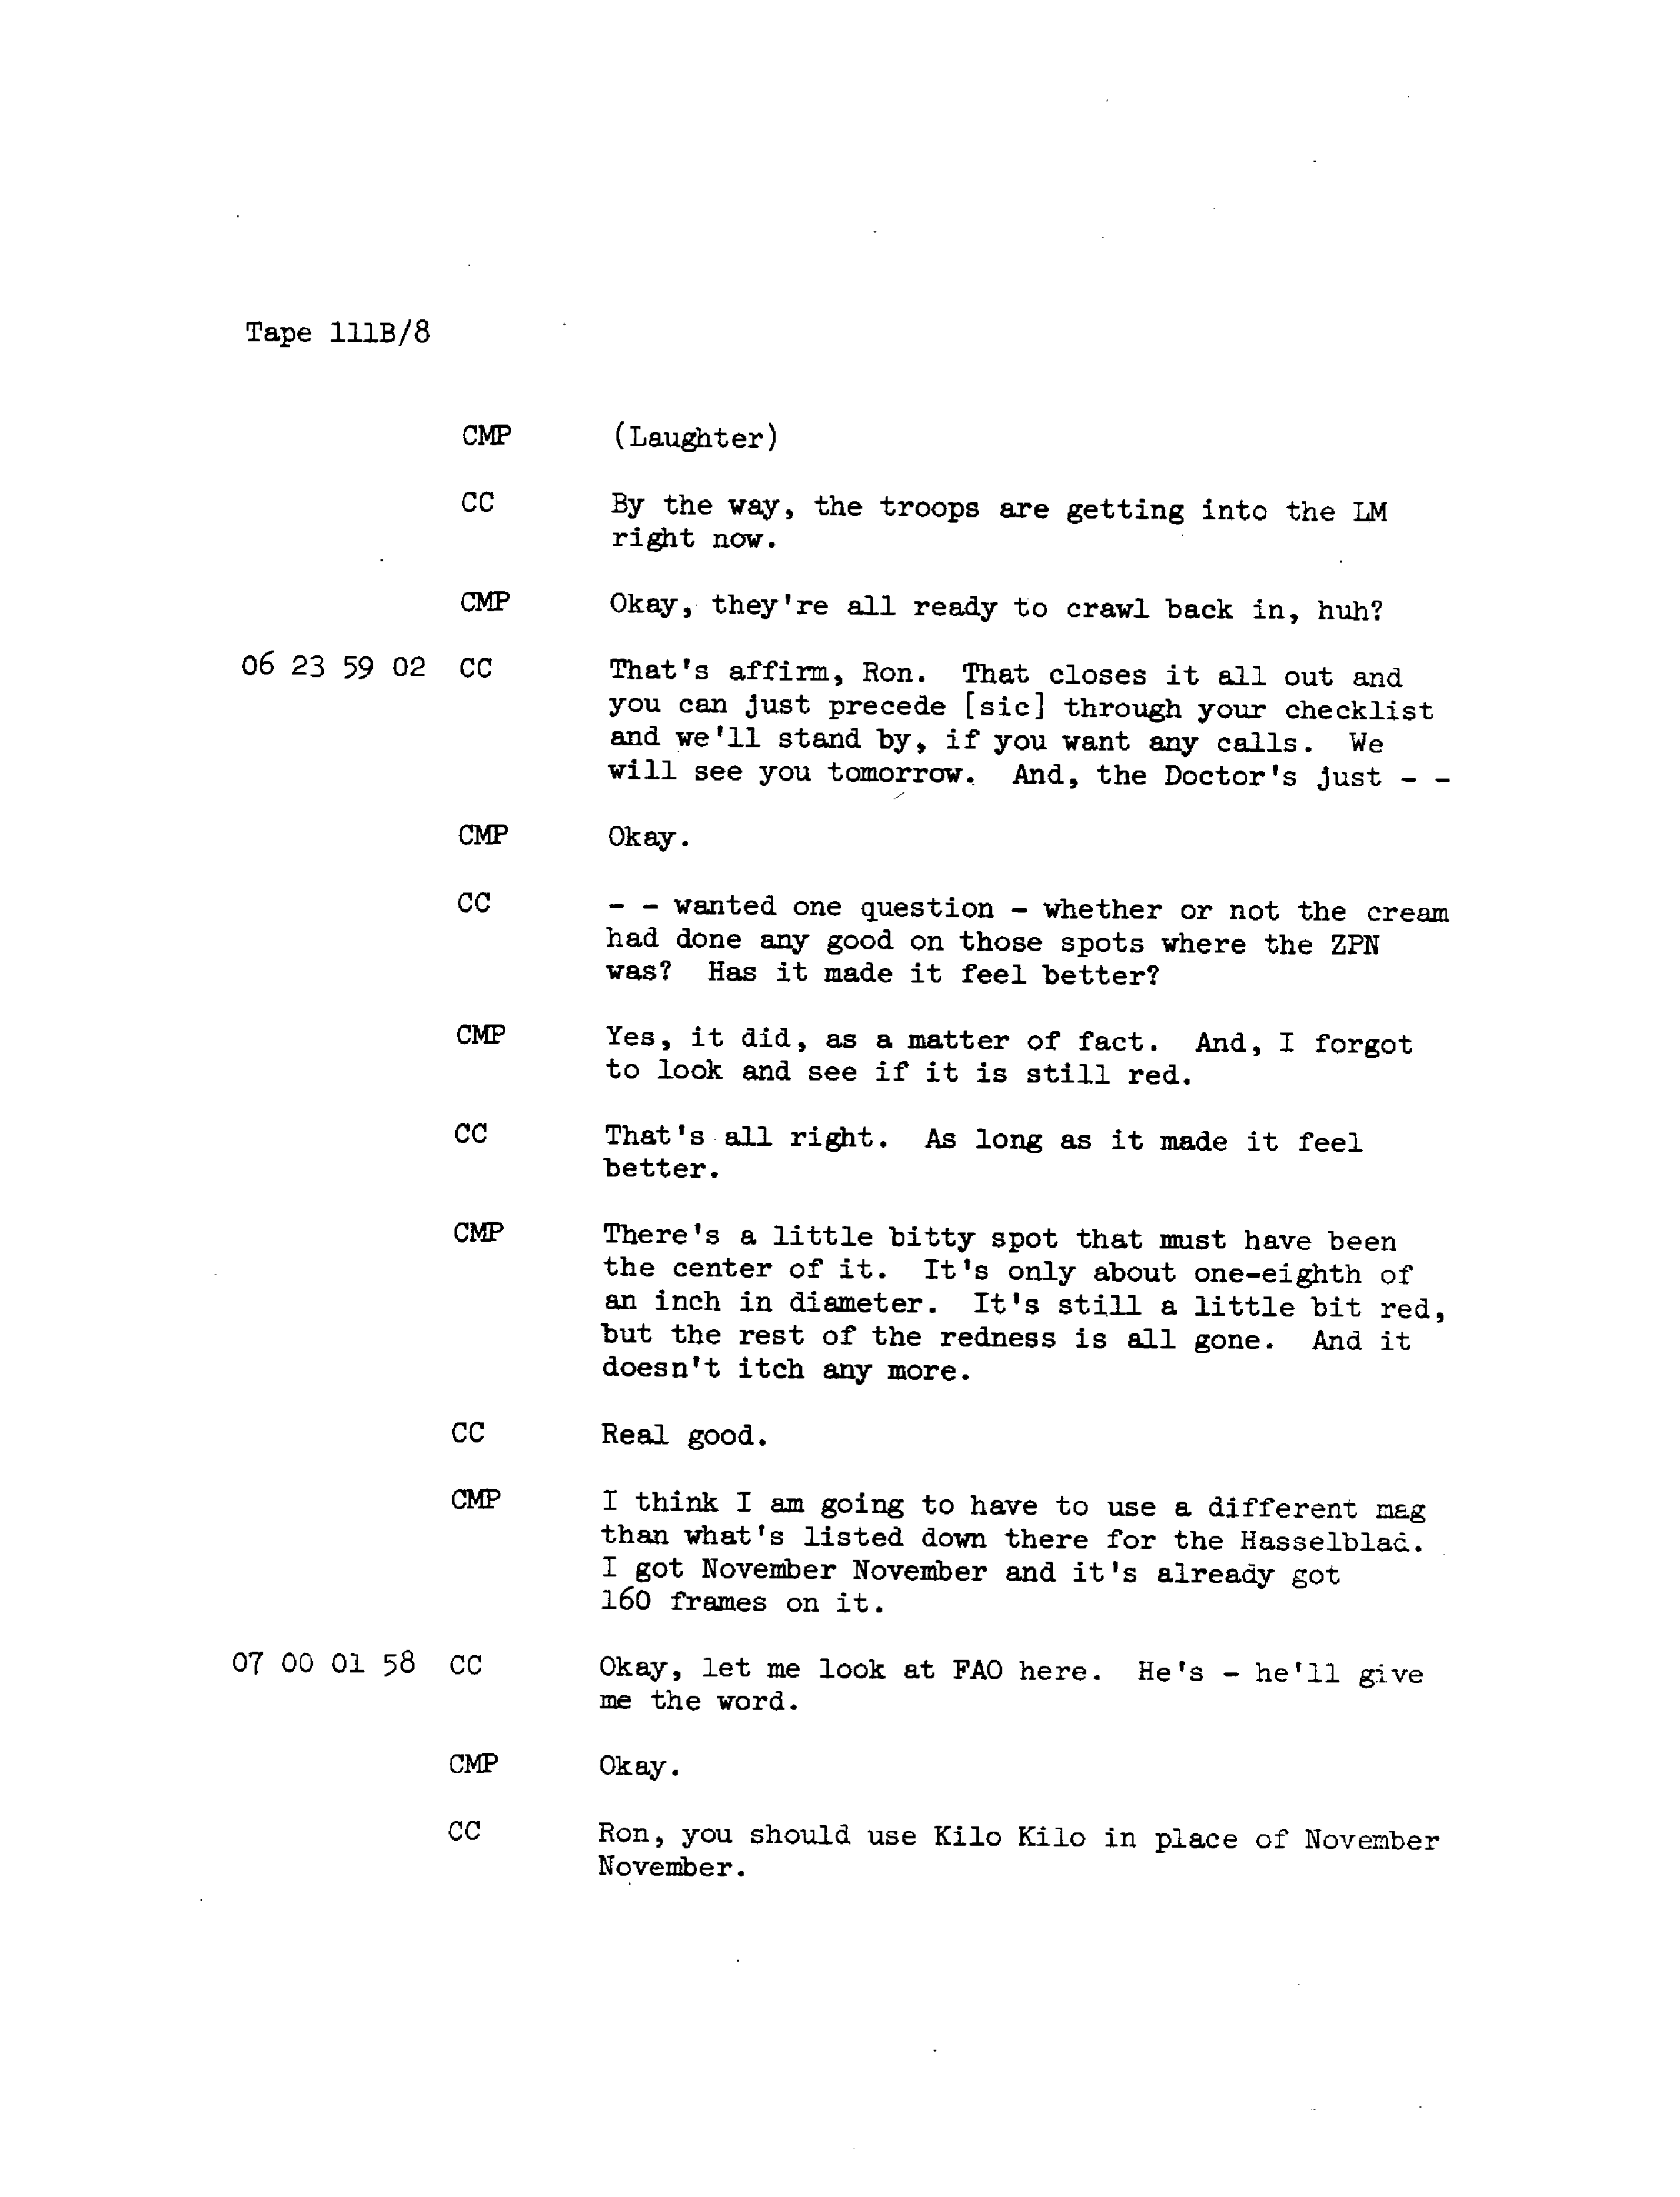 Tape 111B/8
CMP (Laughter)
CC By the way, the troops are getting into the LM
right now.
CMP Okay, they're all ready to crawl back in, huh?
06 23 59 02 CC That's affirm, Ron. That closes it all out and
you can just precede [sic] through your checklist
and we'll stand by, if you want any calls. We
will see you tomorrow. And, the Doctor's just - -
CMP Okay.
CC - - wanted one question - whether or not the cream
had done any good on those spots where the ZPN
was? Has it made it feel better?
CMP Yes, it did, as a matter of fact. And, I forgot
to look and see if it is still red.
CC That's all right. As long as it made it feel
better.
CMP There's a little bitty spot that must have been
the center of it. It's only about one-eighth of
an inch in diameter. It's still a little bit red,
but the rest of the redness is all gone. And it
doesn't itch any more.
CC Real good.
CMP I think I am going to have to use a different mag
than what's listed down there for the Hasselblad.
I got November November and it's already got
160 frames on it.
07 00 01 58 CC Okay, let me look at FAO here. He's - he'll give
me the word.
CMP Okay.
CC Ron, you should use Kilo Kilo in place of November
November.